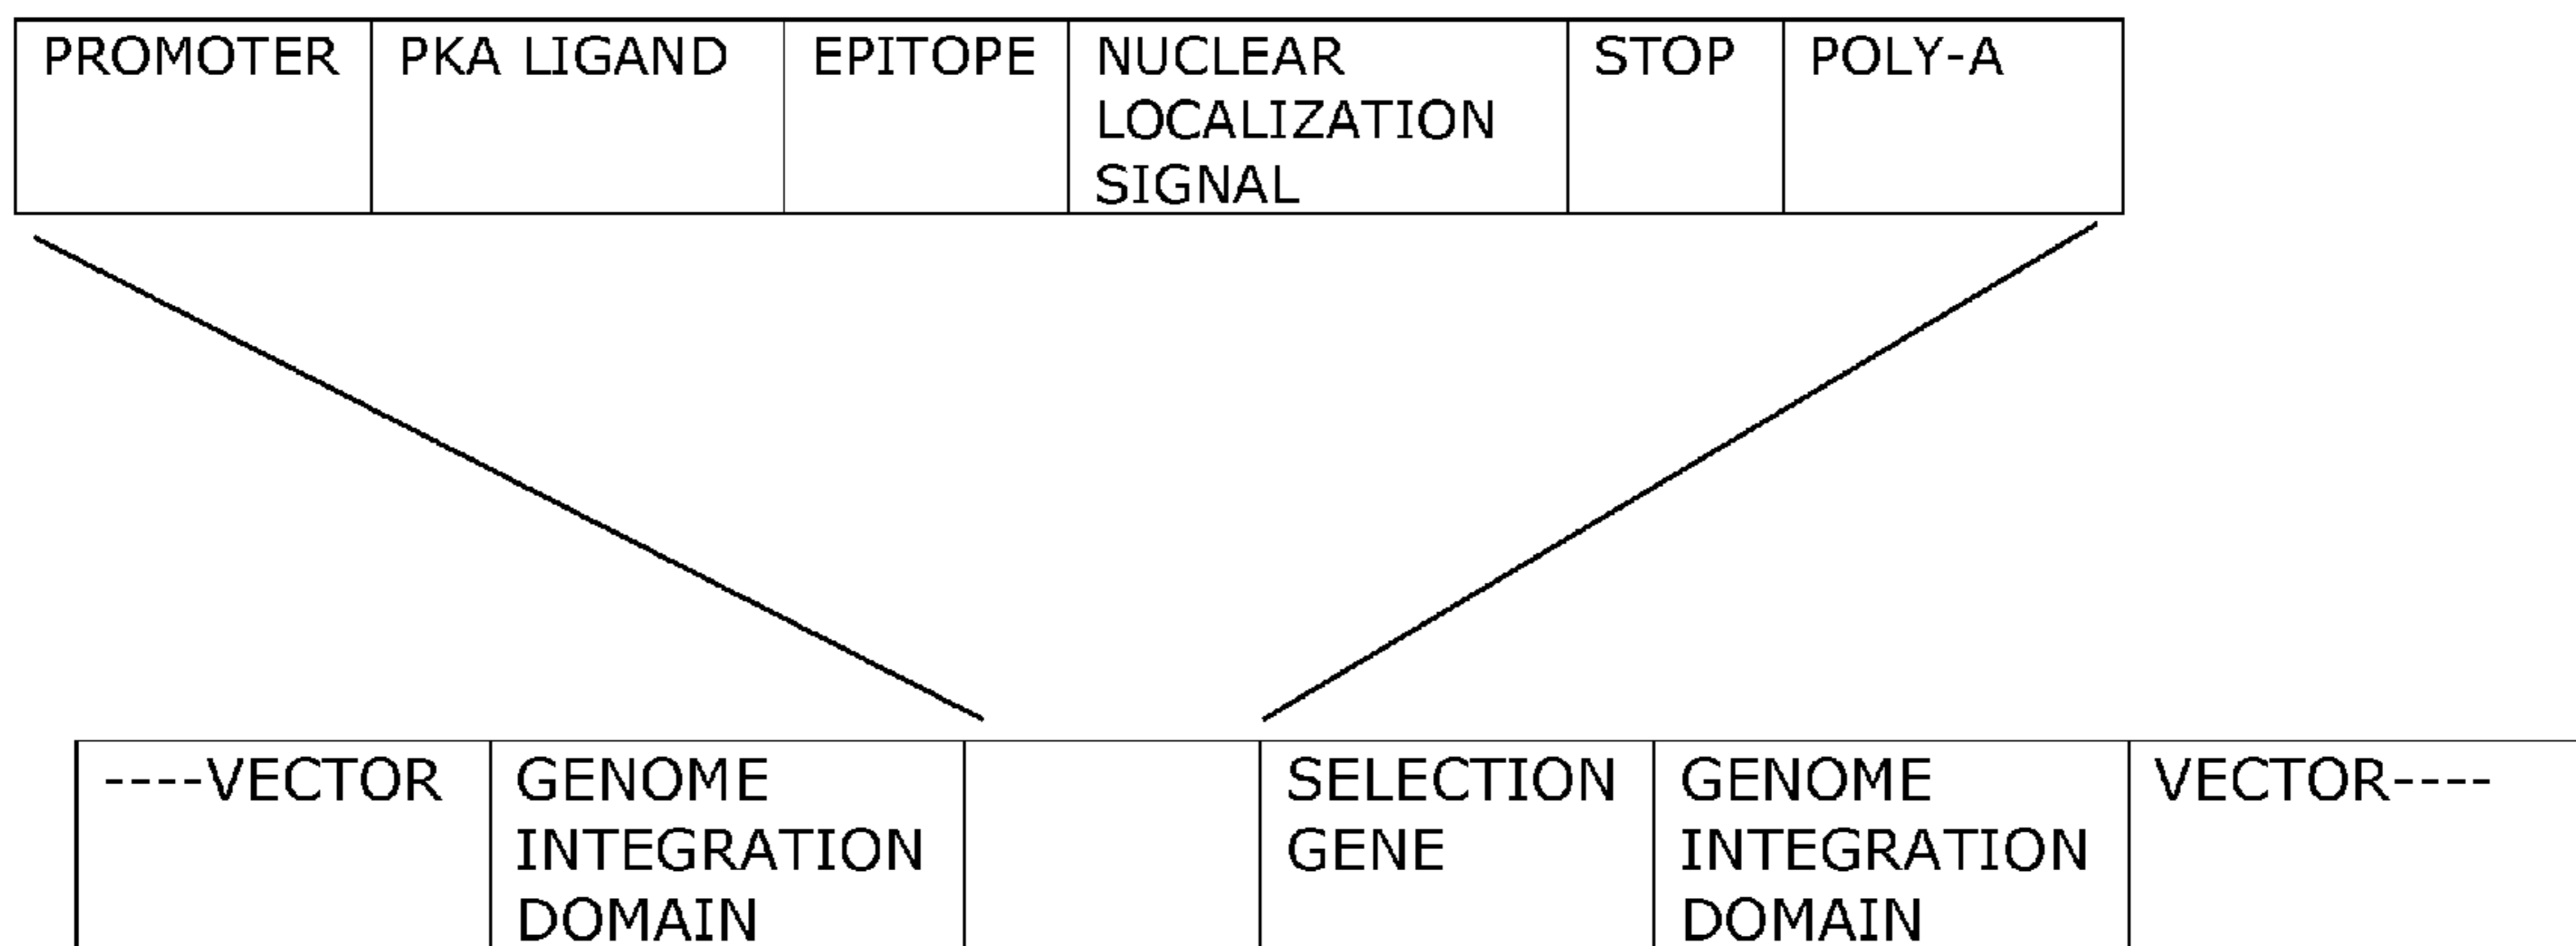 PROMOTER PKA LIGAND EPITOPE NUCLEAR LOCALIZATION SIGNAL STOP POLY-A
----VECTOR GENOME INTEGRATION DOMAIN SELECTION GENE GENOME INTEGRATION DOMAIN VECTOR----